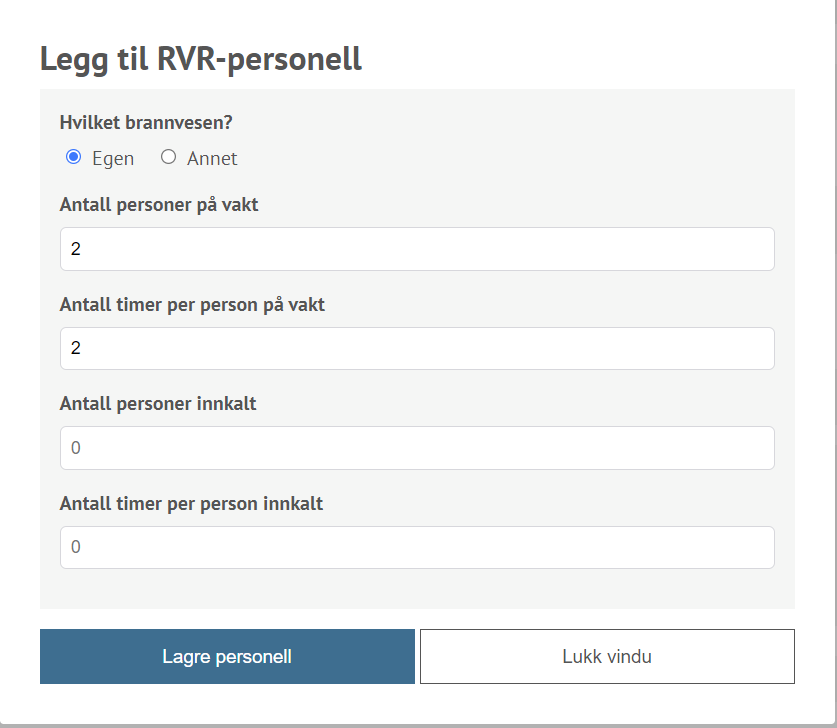 Legg til RVR-personell
Hvilket brannvesen?
Egen Annet
Antall personer på vakt
2
Antall timer per person på vakt
2
Antall personer innkalt
0
Antall timer per person innkalt
0
Lagre personell Lukk vindu